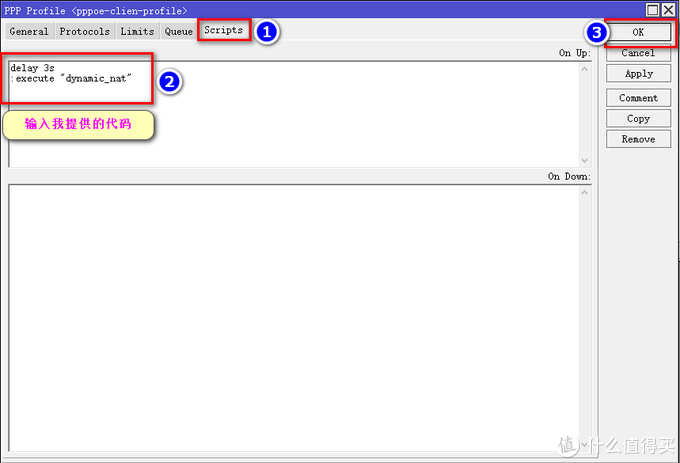 PPP Profile <pppoe-clien-profile>
General Protocols Limits Queue Scripts
1
3
OK
On Up:
Cancel
delay 3s
:execute "dynamic_nat"
2
Apply
输入我提供的代码
Comment
Copy
Remove
On Down:
值 什么值得买